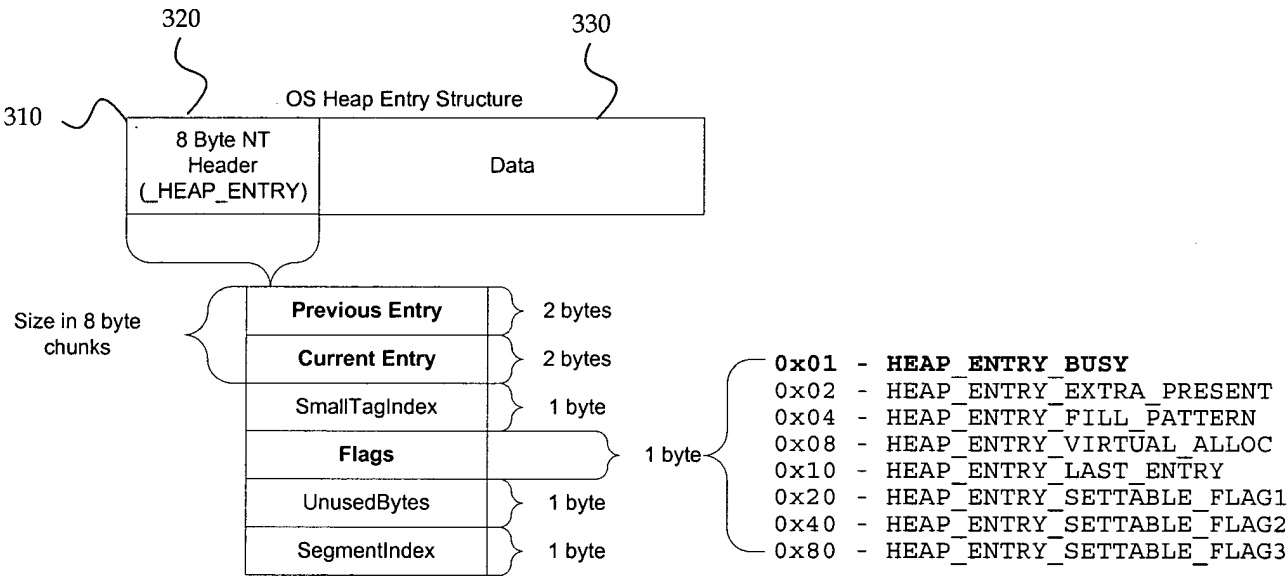 320
330
310
OS Heap Entry Structure
8 Byte NT
Header
(_HEAP_ENTRY)
Data
Size in 8 byte
chunks
Previous Entry
2 bytes
Current Entry
2 bytes
SmallTagIndex
1 byte
Flags
1 byte
UnusedBytes
1 byte
SegmentIndex
1 byte
0x01 - HEAP_ENTRY_BUSY
0x02 - HEAP_ENTRY_EXTRA_PRESENT
0x04 - HEAP_ENTRY_FILL_PATTERN
0x08 - HEAP_ENTRY_VIRTUAL_ALLOC
0x10 - HEAP_ENTRY_LAST_ENTRY
0x20 - HEAP_ENTRY_SETTABLE_FLAG1
0x40 - HEAP_ENTRY_SETTABLE_FLAG2
0x80 - HEAP_ENTRY_SETTABLE_FLAG3